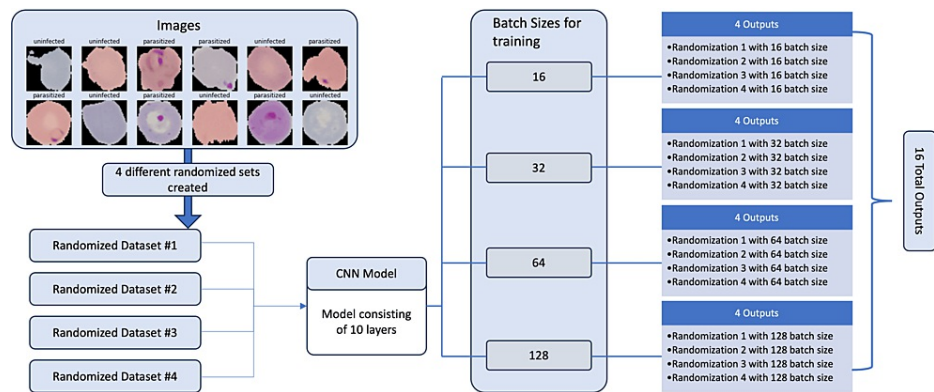 Images
uninfected uninfected parasitized parasitized uninfected parasitized
parasitized uninfected parasitized uninfected parasitized uninfected
4 different randomized sets
created
Randomized Dataset #1
Randomized Dataset #2
Randomized Dataset #3
Randomized Dataset #4
CNN Model
Model consisting
of 10 layers
Batch Sizes for
training
16
32
64
128
4 Outputs
•Randomization 1 with 16 batch size
•Randomization 2 with 16 batch size
•Randomization 3 with 16 batch size
•Randomization 4 with 16 batch size
4 Outputs
•Randomization 1 with 32 batch size
•Randomization 2 with 32 batch size
•Randomization 3 with 32 batch size
•Randomization 4 with 32 batch size
4 Outputs
•Randomization 1 with 64 batch size
•Randomization 2 with 64 batch size
•Randomization 3 with 64 batch size
•Randomization 4 with 64 batch size
4 Outputs
•Randomization 1 with 128 batch size
•Randomization 2 with 128 batch size
•Randomization 3 with 128 batch size
•Randomization 4 with 128 batch size
16 Total Outputs